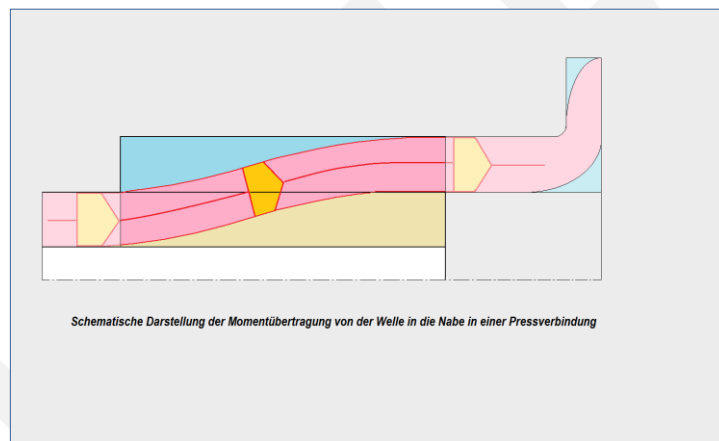 Schematische Darstellung der Momentübertragung von der Welle in die Nabe in einer Pressverbindung